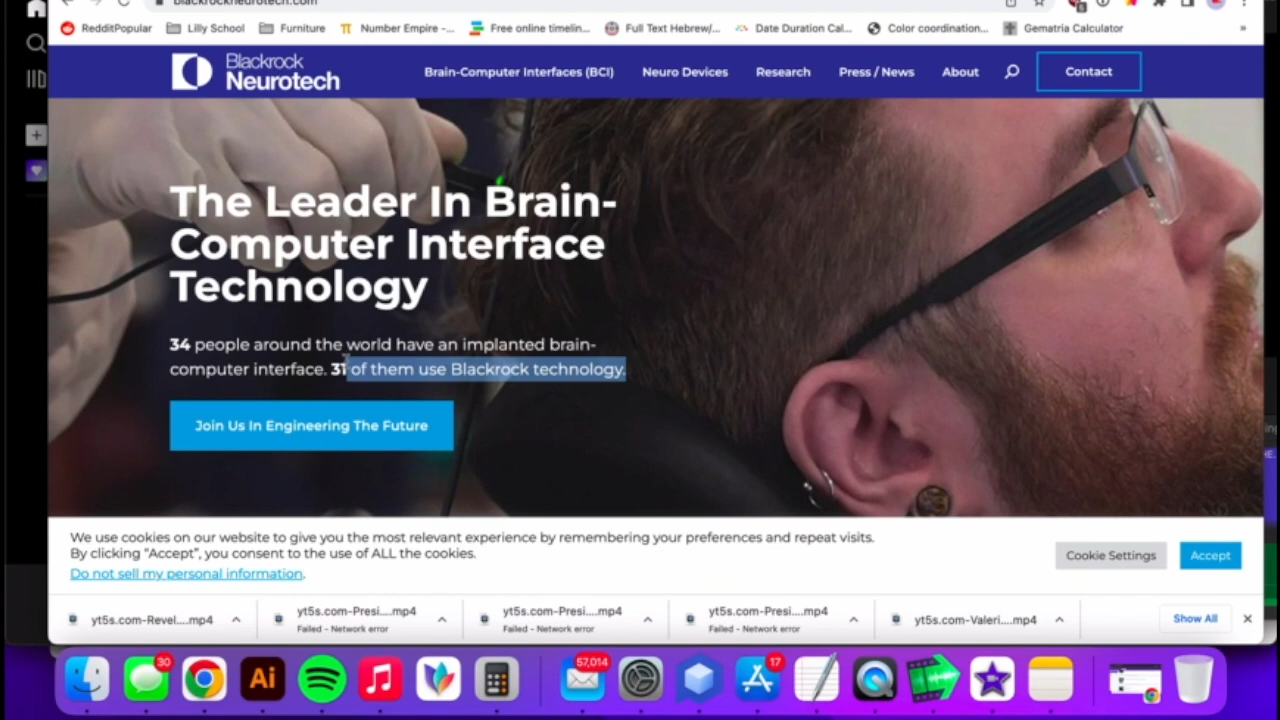 blackrockneurotech.com
RedditPopular Lilly School Furniture Number Empire -... Free online timelin... Full Text Hebrew/... Date Duration Cal... Color coordination... Gematria Calculator »
Blackrock
Neurotech
Brain-Computer Interfaces (BCI) Neuro Devices Research Press / News About Contact
The Leader In Brain-
Computer Interface
Technology
34 people around the world have an implanted brain-
computer interface. 31 of them use Blackrock technology.
Join Us In Engineering The Future
We use cookies on our website to give you the most relevant experience by remembering your preferences and repeat visits.
By clicking “Accept”, you consent to the use of ALL the cookies.
Do not sell my personal information.
Cookie Settings Accept
yt5s.com-Revel....mp4
yt5s.com-Presi....mp4
Failed - Network error
yt5s.com-Presi....mp4
Failed - Network error
yt5s.com-Presi....mp4
Failed - Network error
yt5s.com-Valeri....mp4
Show All
30 Ai 57,014 17